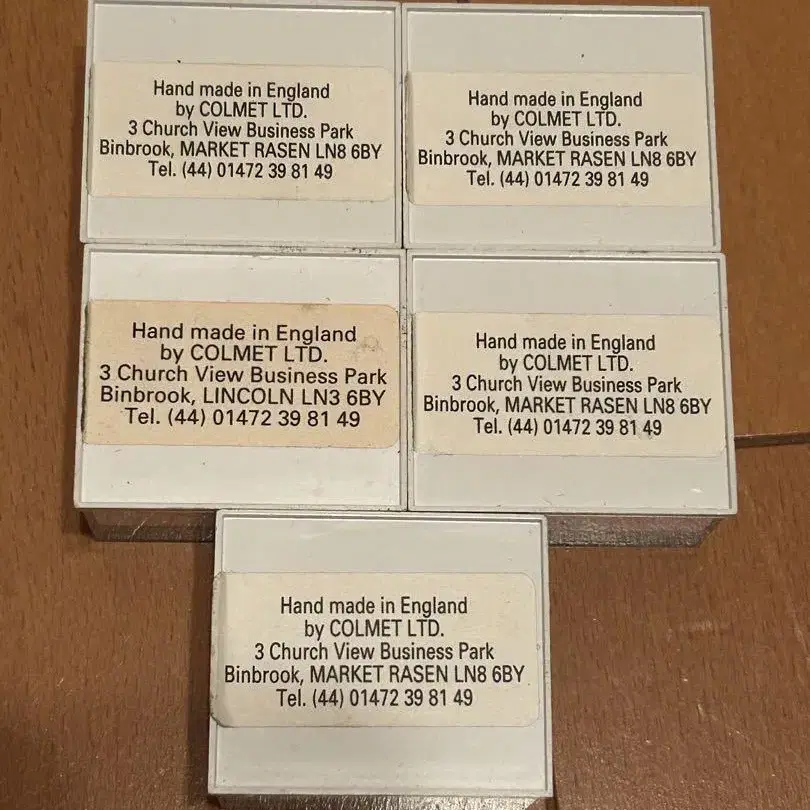 Hand made in England
by COLMET LTD.
3 Church View Business Park
Binbrook, MARKET RASEN LN8 6BY
Tel. (44) 01472 39 81 49
Hand made in England
by COLMET LTD.
3 Church View Business Park
Binbrook, MARKET RASEN LN8 6BY
Tel. (44) 01472 39 81 49
Hand made in England
by COLMET LTD.
3 Church View Business Park
Binbrook, LINCOLN LN3 6BY
Tel. (44) 01472 39 81 49
Hand made in England
by COLMET LTD.
3 Church View Business Park
Binbrook, MARKET RASEN LN8 6BY
Tel. (44) 01472 39 81 49
Hand made in England
by COLMET LTD.
3 Church View Business Park
Binbrook, MARKET RASEN LN8 6BY
Tel. (44) 01472 39 81 49